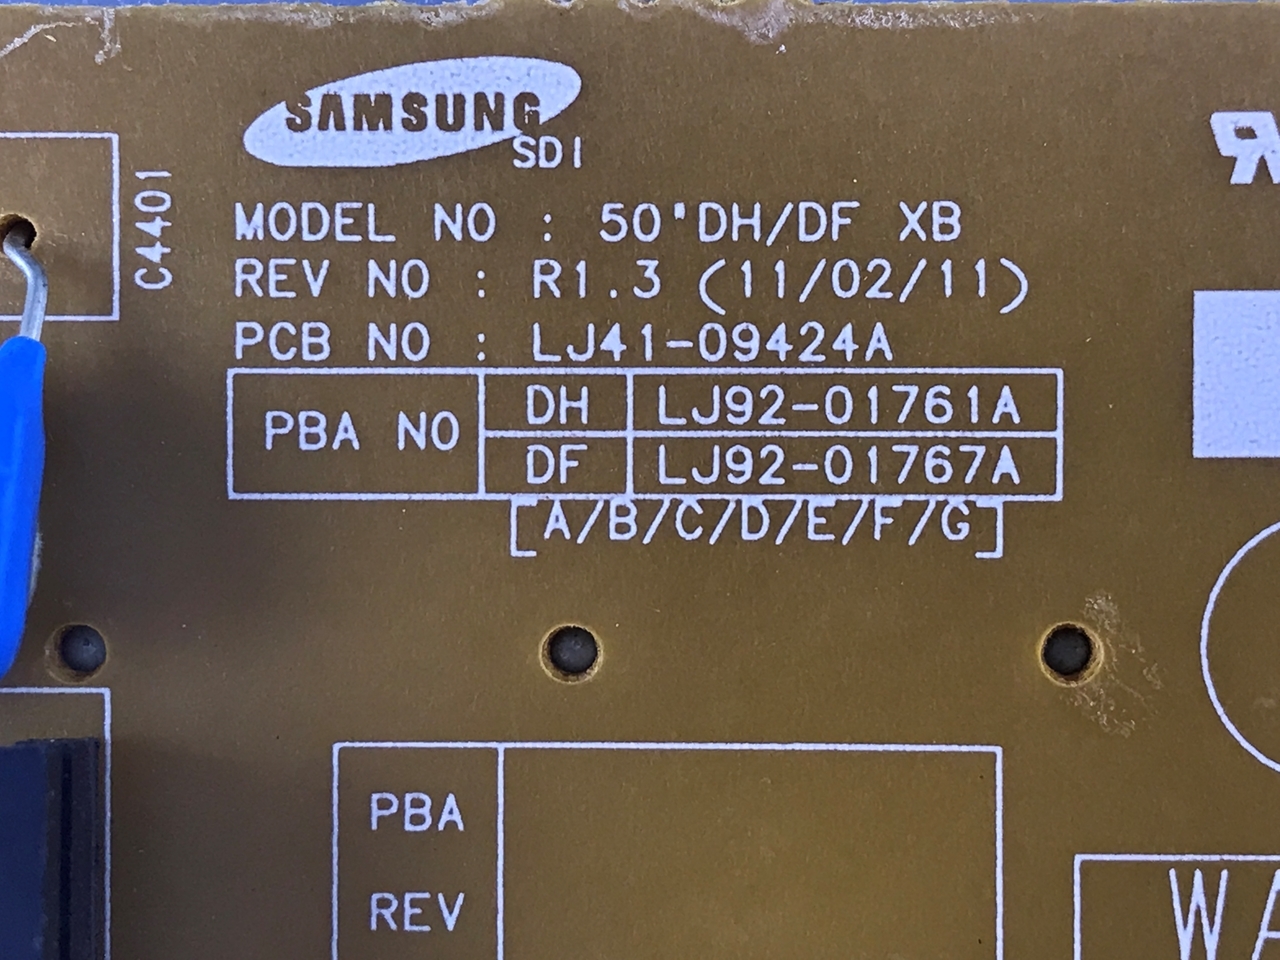 SAMSUNG
SDI
C4401
MODEL NO : 50"DH/DF XB
REV NO : R1.3 (11/02/11)
PCB NO : LJ41-09424A
PBA NO
DH LJ92-01761A
DF LJ92-01767A
[A/B/C/D/E/F/G]
PBA
REV